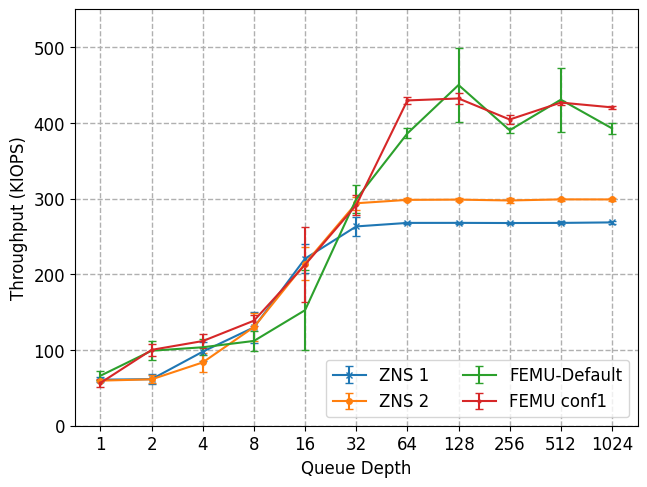 500
400
300
200
100
0
Throughput (KIOPS)
ZNS 1
ZNS 2
FEMU-Default
FEMU conf1
1 2 4 8 16 32 64 128 256 512 1024
Queue Depth